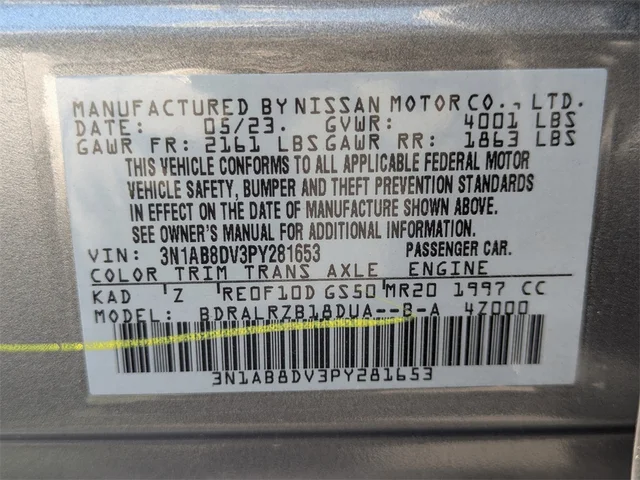 MANUFACTURED BY NISSAN MOTOR CO., LTD.
DATE: 05/23. GVWR: 4001 LBS
GAWR FR: 2161 LBS GAWR RR: 1863 LBS
THIS VEHICLE CONFORMS TO ALL APPLICABLE FEDERAL MOTOR
VEHICLE SAFETY, BUMPER AND THEFT PREVENTION STANDARDS
IN EFFECT ON THE DATE OF MANUFACTURE SHOWN ABOVE.
SEE OWNER'S MANUAL FOR ADDITIONAL INFORMATION.
VIN: 3N1AB8DV3PY281653 PASSENGER CAR.
COLOR TRIM TRANS AXLE ENGINE
KAD Z RE0F10D GS50 MR20 1997 CC
MODEL: BDRALRZB18DUA--B-A 4Z000
3N1AB8DV3PY281653